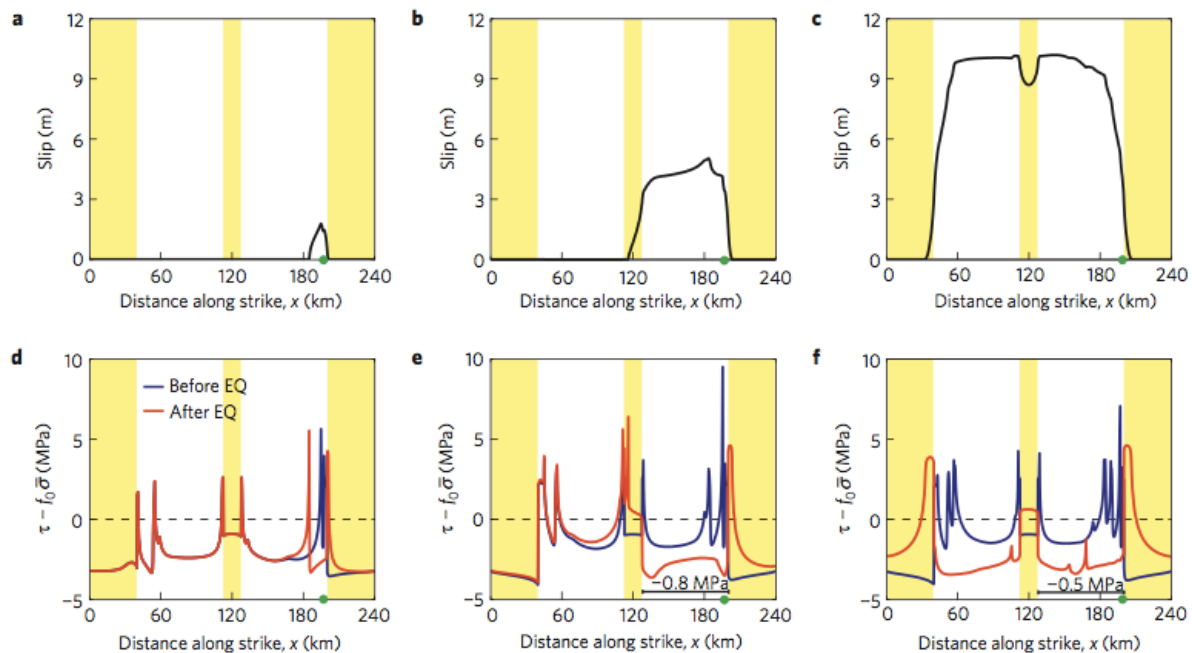 a
b
c
12
9
6
3
0
Slip (m)
0 60 120 180 240
Distance along strike, x (km)
12
9
6
3
0
Slip (m)
0 60 120 180 240
Distance along strike, x (km)
12
9
6
3
0
Slip (m)
0 60 120 180 240
Distance along strike, x (km)
d
e
f
10
5
0
−5
τ − f₀σ̄ (MPa)
Before EQ
After EQ
0 60 120 180 240
Distance along strike, x (km)
10
5
0
−5
τ − f₀σ̄ (MPa)
−0.8 MPa
0 60 120 180 240
Distance along strike, x (km)
10
5
0
−5
τ − f₀σ̄ (MPa)
−0.5 MPa
0 60 120 180 240
Distance along strike, x (km)